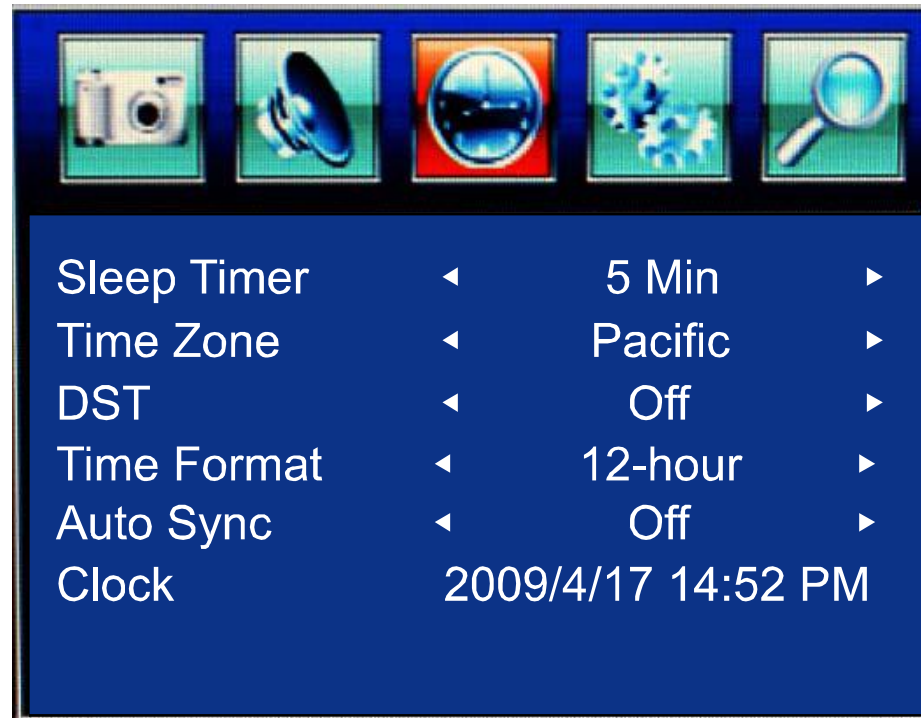 Sleep Timer ◄ 5 Min ►
Time Zone ◄ Pacific ►
DST ◄ Off ►
Time Format ◄ 12-hour ►
Auto Sync ◄ Off ►
Clock 2009/4/17 14:52 PM